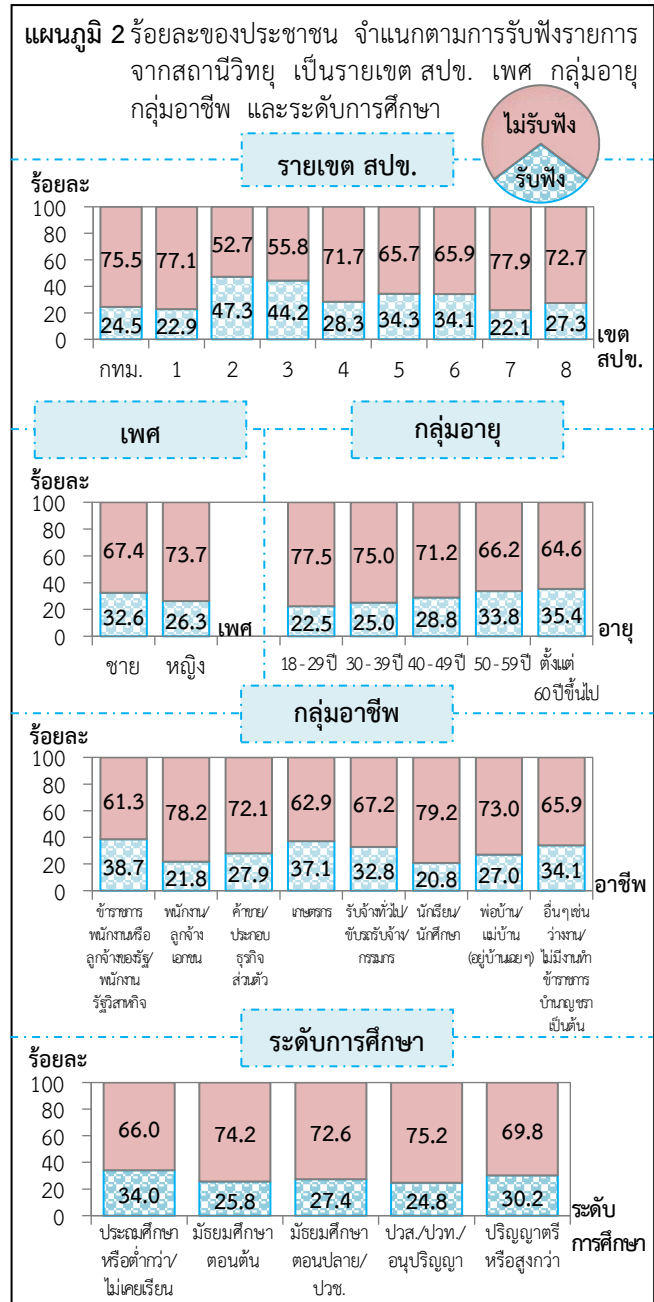 แผนภูมิ 2 ร้อยละของประชาชน จำแนกตามการรับฟังรายการ
จากสถานีวิทยุ เป็นรายเขต สปข. เพศ กลุ่มอายุ
กลุ่มอาชีพ และระดับการศึกษา
ไม่รับฟัง
รับฟัง
รายเขต สปข.
ร้อยละ
100
80
60
40
20
0
75.5 77.1 52.7 55.8 71.7 65.7 65.9 77.9 72.7
24.5 22.9 47.3 44.2 28.3 34.3 34.1 22.1 27.3
กทม. 1 2 3 4 5 6 7 8
เขต
สปข.
เพศ
ร้อยละ
100
80
60
40
20
0
67.4 73.7
32.6 26.3
ชาย หญิง
เพศ
กลุ่มอายุ
77.5 75.0 71.2 66.2 64.6
22.5 25.0 28.8 33.8 35.4
18 - 29 ปี 30 - 39 ปี 40 - 49 ปี 50 - 59 ปี ตั้งแต่
60 ปีขึ้นไป
อายุ
กลุ่มอาชีพ
ร้อยละ
100
80
60
40
20
0
61.3 78.2 72.1 62.9 67.2 79.2 73.0 65.9
38.7 21.8 27.9 37.1 32.8 20.8 27.0 34.1
อาชีพ
ข้าราชการ
พนักงานหรือ
ลูกจ้างของรัฐ/
พนักงาน
รัฐวิสาหกิจ
พนักงาน/
ลูกจ้าง
เอกชน
ค้าขาย/
ประกอบ
ธุรกิจ
ส่วนตัว
เกษตรกร
รับจ้างทั่วไป/
ขับรถรับจ้าง/
กรรมกร
นักเรียน/
นักศึกษา
พ่อบ้าน/
แม่บ้าน
(อยู่บ้านเฉยๆ)
อื่นๆ เช่น
ว่างงาน/
ไม่มีงานทำ
ข้าราชการ
บำนาญ ชรา
เป็นต้น
ระดับการศึกษา
ร้อยละ
100
80
60
40
20
0
66.0 74.2 72.6 75.2 69.8
34.0 25.8 27.4 24.8 30.2
ประถมศึกษา
หรือต่ำกว่า/
ไม่เคยเรียน
มัธยมศึกษา
ตอนต้น
มัธยมศึกษา
ตอนปลาย/
ปวช.
ปวส./ปวท./
อนุปริญญา
ปริญญาตรี
หรือสูงกว่า
ระดับ
การศึกษา